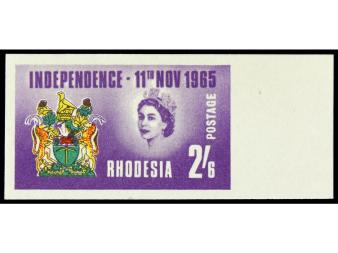 INDEPENDENCE · 11TH NOV 1965
POSTAGE
RHODESIA 2/6